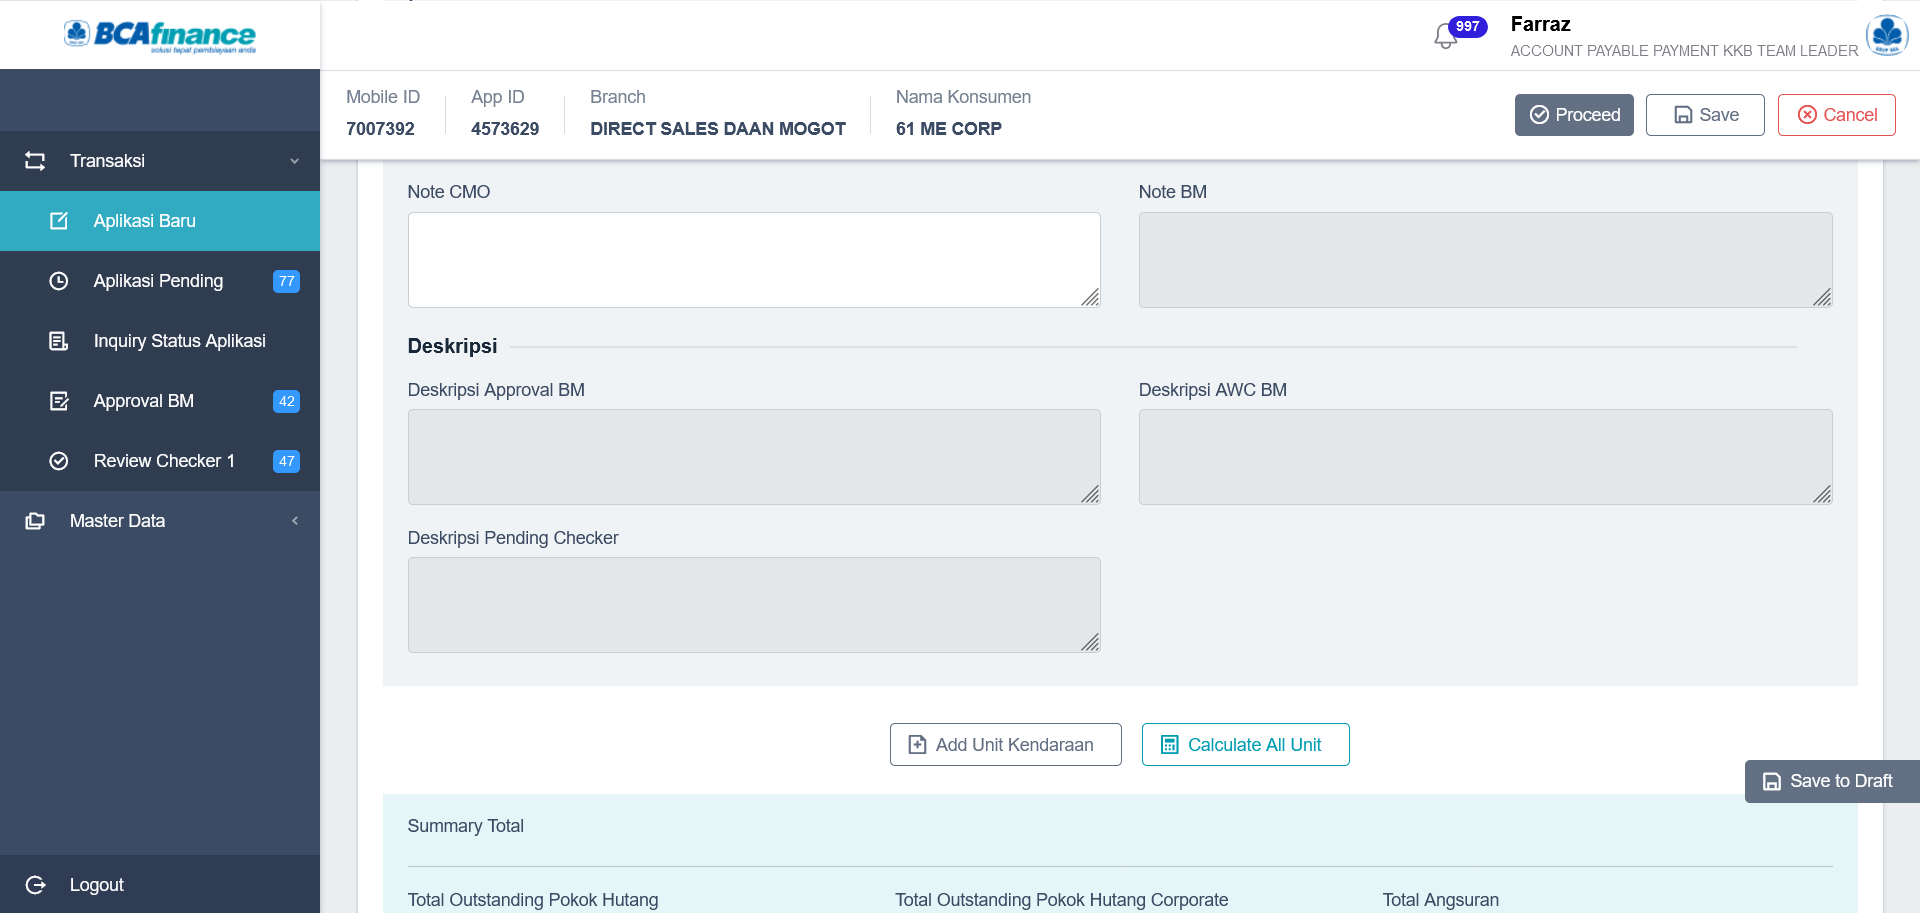 BCAfinance
solusi tepat pembiayaan anda
997
Farraz
ACCOUNT PAYABLE PAYMENT KKB TEAM LEADER
Mobile ID
7007392
App ID
4573629
Branch
DIRECT SALES DAAN MOGOT
Nama Konsumen
61 ME CORP
Proceed
Save
Cancel
Transaksi
Aplikasi Baru
Aplikasi Pending
77
Inquiry Status Aplikasi
Approval BM
42
Review Checker 1
47
Master Data
Logout
Note CMO
Note BM
Deskripsi
Deskripsi Approval BM
Deskripsi AWC BM
Deskripsi Pending Checker
Add Unit Kendaraan
Calculate All Unit
Save to Draft
Summary Total
Total Outstanding Pokok Hutang
Total Outstanding Pokok Hutang Corporate
Total Angsuran